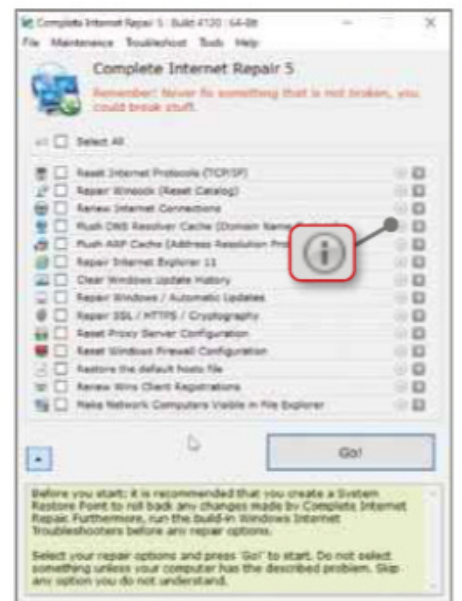 Complete Internet Repair 5 : Build 4120 : 64-Bit
File Maintenance Troubleshoot Tools Help
Complete Internet Repair 5
Remember! Never fix something that is not broken, you
could break stuff.
Select All
Reset Internet Protocols (TCP/IP)
Repair Winsock (Reset Catalog)
Renew Internet Connections
Flush DNS Resolver Cache (Domain Name
Flush ARP Cache (Address Resolution
Repair Internet Explorer 11
Clear Windows Update History
Repair Windows / Automatic Updates
Repair SSL / HTTPS / Cryptography
Reset Proxy Server Configuration
Reset Windows Firewall Configuration
Restore the default hosts file
Renew Wins Client Registrations
Make Network Computers Visible in File Explorer
Go!
Before you start: it is recommended that you create a System
Restore Point to roll back any changes made by Complete Internet
Repair. Furthermore, run the build-in Windows Internet
Troubleshooters before any repair options.
Select your repair options and press 'Go!' to start. Do not select
something unless your computer has the described problem. Skip
any option you do not understand.